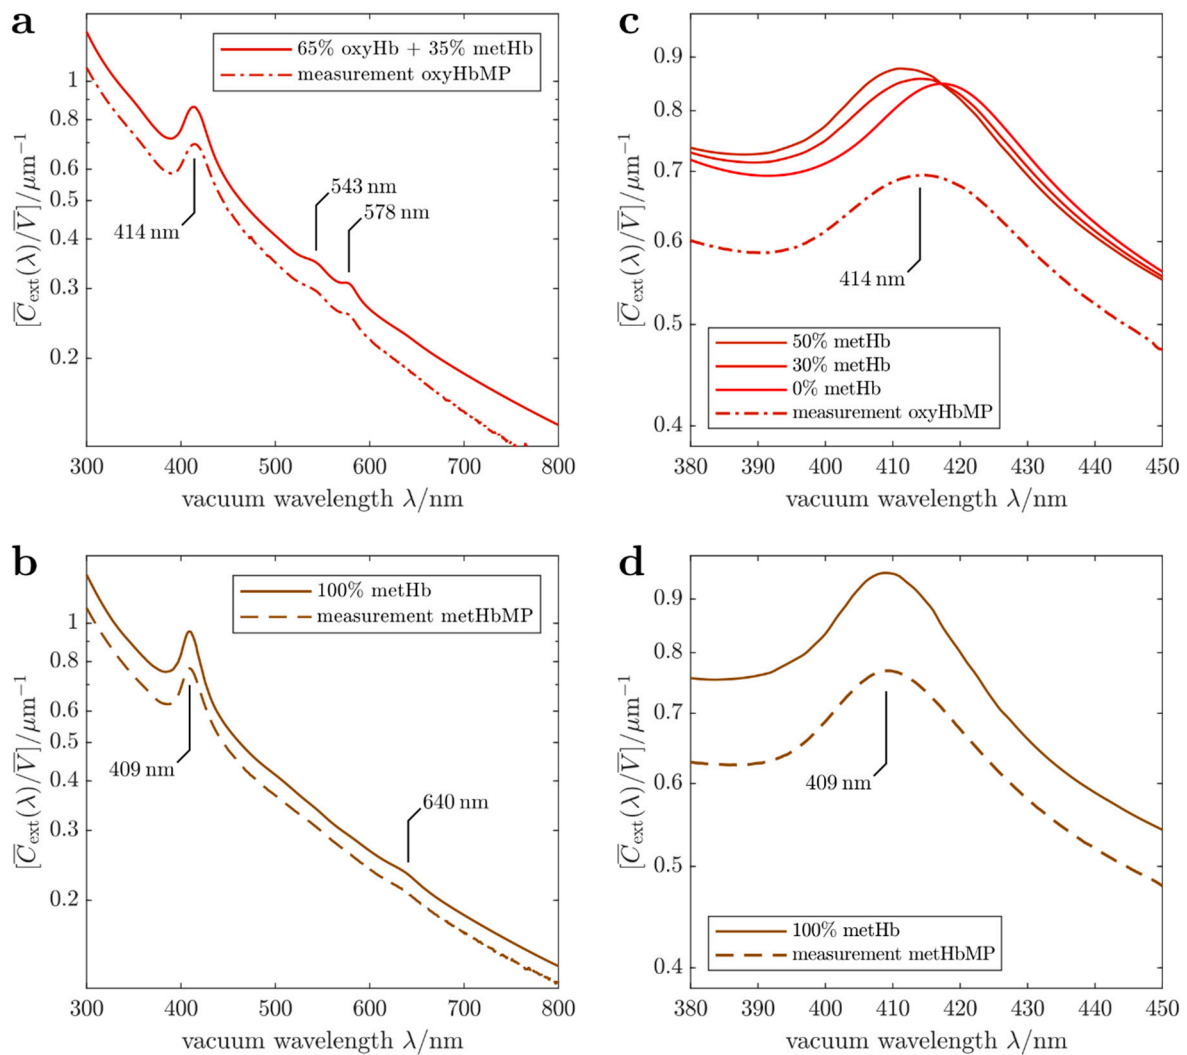 a
65% oxyHb + 35% metHb
measurement oxyHbMP
1
0.8
0.6
0.5
0.4
0.3
0.2
543 nm
578 nm
414 nm
300 400 500 600 700 800
vacuum wavelength λ/nm
[C̅ext(λ)/V̅]/μm⁻¹
c
0.9
0.8
0.7
0.6
0.5
0.4
414 nm
50% metHb
30% metHb
0% metHb
measurement oxyHbMP
380 390 400 410 420 430 440 450
vacuum wavelength λ/nm
[C̅ext(λ)/V̅]/μm⁻¹
b
100% metHb
measurement metHbMP
1
0.8
0.6
0.5
0.4
0.3
0.2
409 nm
640 nm
300 400 500 600 700 800
vacuum wavelength λ/nm
[C̅ext(λ)/V̅]/μm⁻¹
d
0.9
0.8
0.7
0.6
0.5
0.4
409 nm
100% metHb
measurement metHbMP
380 390 400 410 420 430 440 450
vacuum wavelength λ/nm
[C̅ext(λ)/V̅]/μm⁻¹